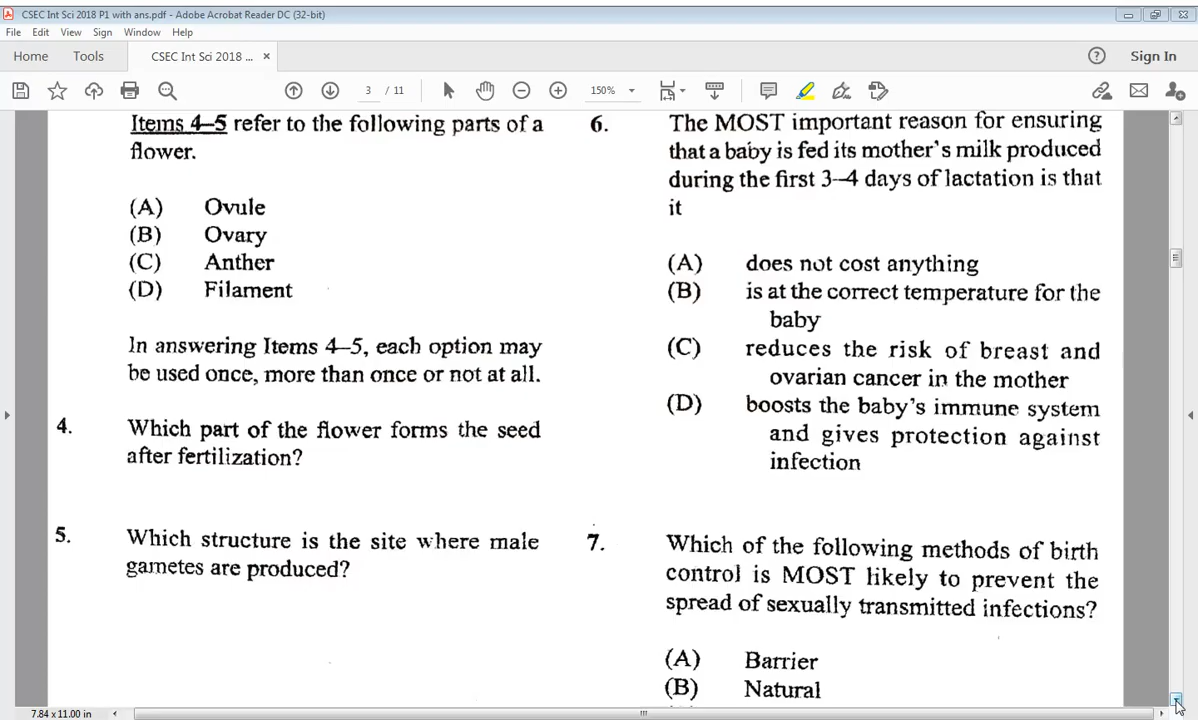 CSEC Int Sci 2018 P1 with ans.pdf - Adobe Acrobat Reader DC (32-bit)
File Edit View Sign Window Help
Home Tools CSEC Int Sci 2018 ... × ? Sign In
3 / 11 150%
Items 4–5 refer to the following parts of a
flower.
(A) Ovule
(B) Ovary
(C) Anther
(D) Filament
In answering Items 4–5, each option may
be used once, more than once or not at all.
4. Which part of the flower forms the seed
after fertilization?
5. Which structure is the site where male
gametes are produced?
6. The MOST important reason for ensuring
that a baby is fed its mother's milk produced
during the first 3–4 days of lactation is that
it
(A) does not cost anything
(B) is at the correct temperature for the
baby
(C) reduces the risk of breast and
ovarian cancer in the mother
(D) boosts the baby's immune system
and gives protection against
infection
7. Which of the following methods of birth
control is MOST likely to prevent the
spread of sexually transmitted infections?
(A) Barrier
(B) Natural
7.84 x 11.00 in